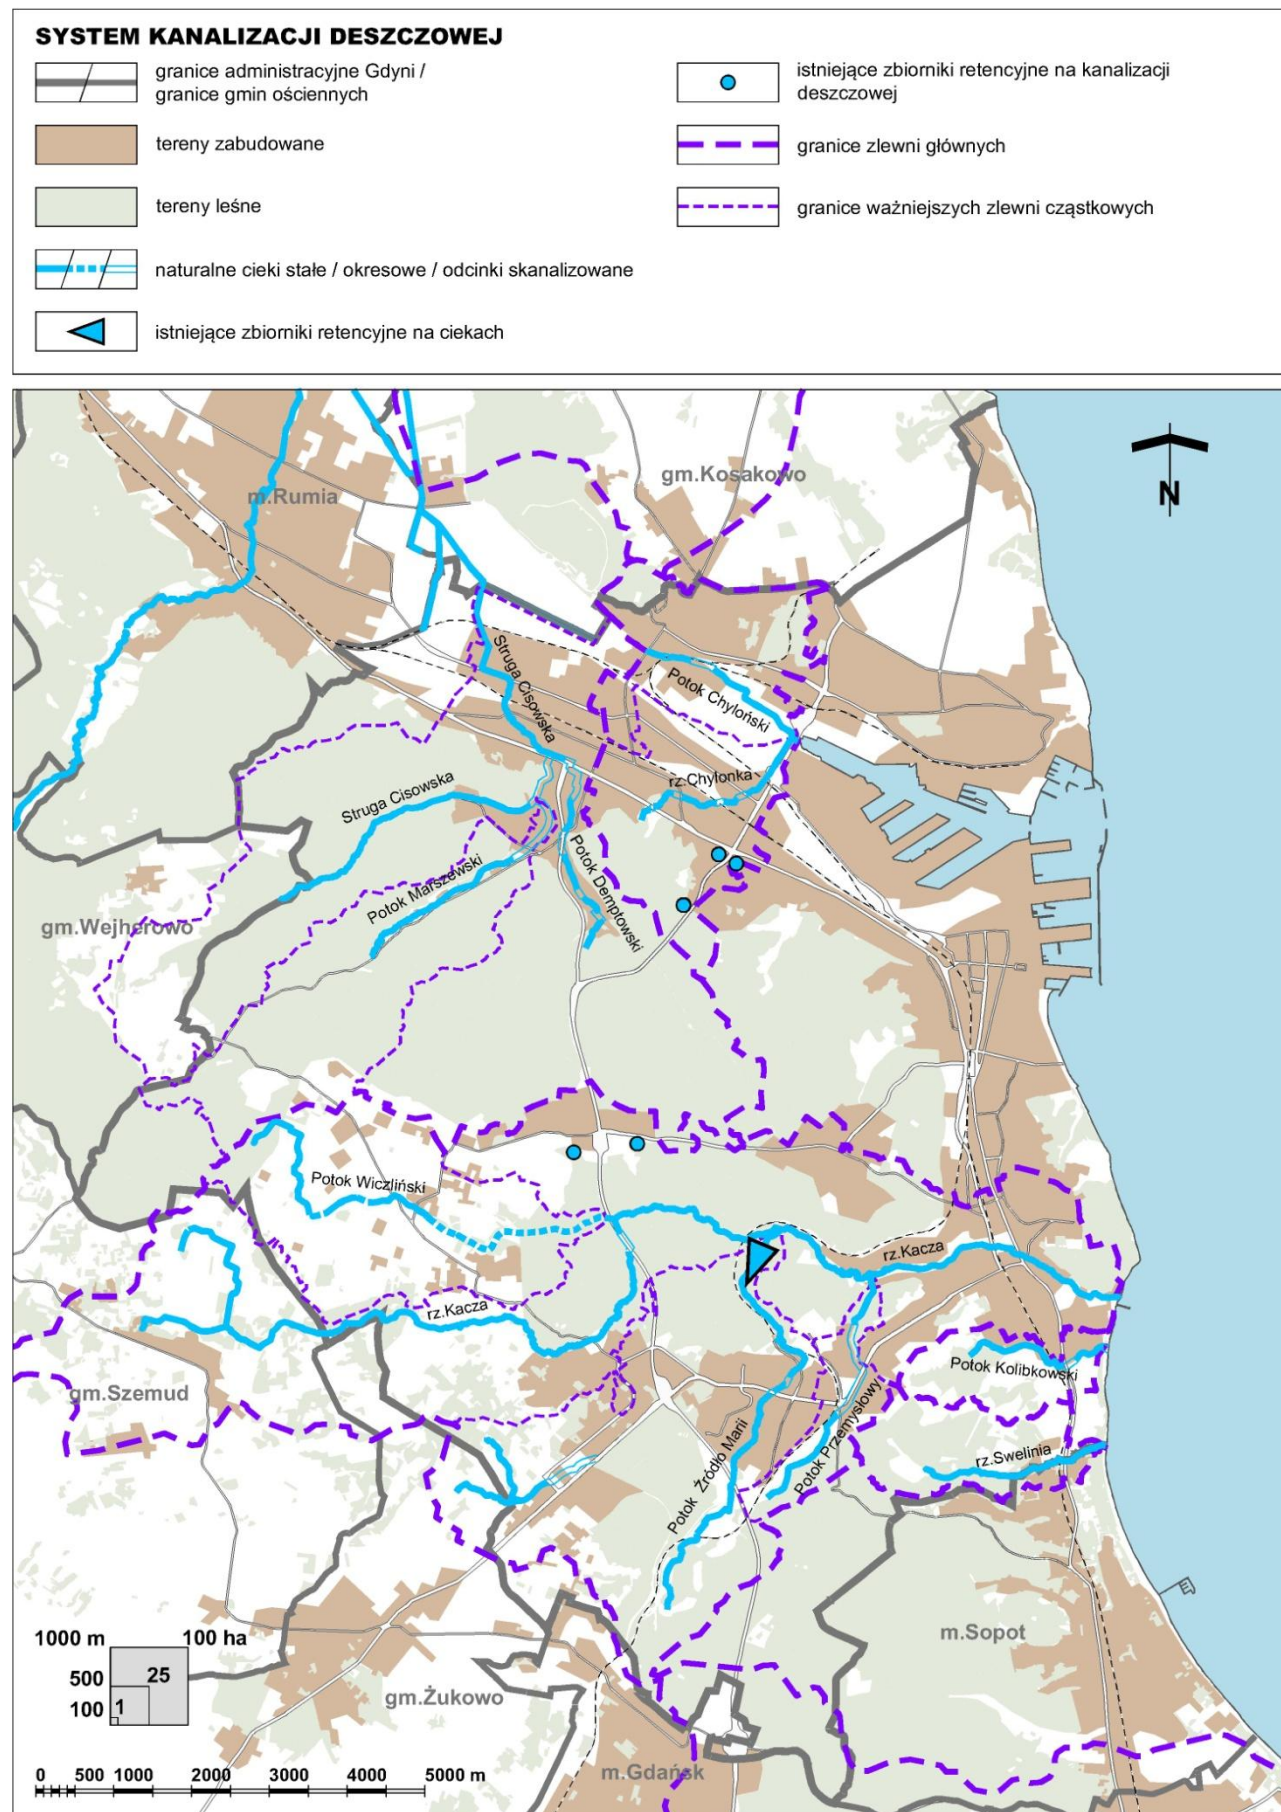 SYSTEM KANALIZACJI DESZCZOWEJ
granice administracyjne Gdyni /
granice gmin ościennych
tereny zabudowane
tereny leśne
naturalne cieki stałe / okresowe / odcinki skanalizowane
istniejące zbiorniki retencyjne na ciekach
istniejące zbiorniki retencyjne na kanalizacji
deszczowej
granice zlewni głównych
granice ważniejszych zlewni cząstkowych
N
m.Rumia
gm.Kosakowo
Struga Cisowska
Potok Chyloński
rz.Chylonka
Struga Cisowska
Potok Marszewski
Potok Demptowski
gm.Wejherowo
Potok Wiczliński
rz.Kacza
rz.Kacza
Potok Kolibkowski
gm.Szemud
Potok Przemysłowy
Potok Źródło Marii
rz.Swelinia
m.Sopot
gm.Żukowo
m.Gdańsk
1000 m 100 ha
500 25
100 1
0 500 1000 2000 3000 4000 5000 m